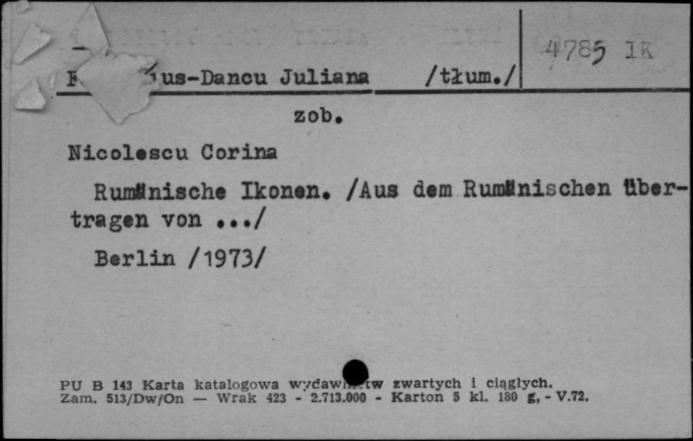 4785 IK
us-Dancu Juliana /tłum./
zob.
Nicolescu Corina
Rumänische Ikonen. /Aus dem Rumänischen über-
tragen von .../
Berlin /1973/
PU B 143 Karta katalogowa wydawnictw zwartych i ciągłych.
Zam. 513/Dw/On — Wrak 423 - 2.713.000 - Karton 5 kl. 180 g, - V.72.